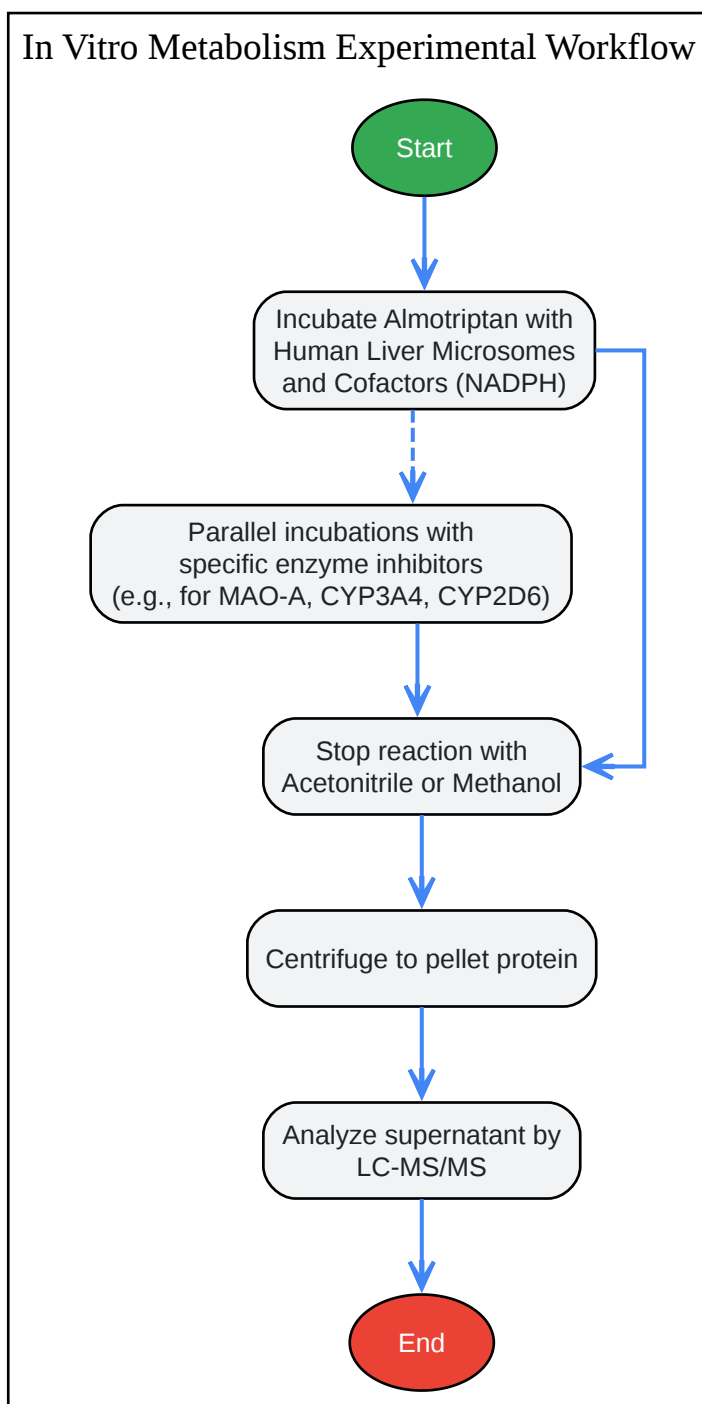 In Vitro Metabolism Experimental Workflow
Start
Incubate Almotriptan with
Human Liver Microsomes
and Cofactors (NADPH)
Parallel incubations with
specific enzyme inhibitors
(e.g., for MAO-A, CYP3A4, CYP2D6)
Stop reaction with
Acetonitrile or Methanol
Centrifuge to pellet protein
Analyze supernatant by
LC-MS/MS
End